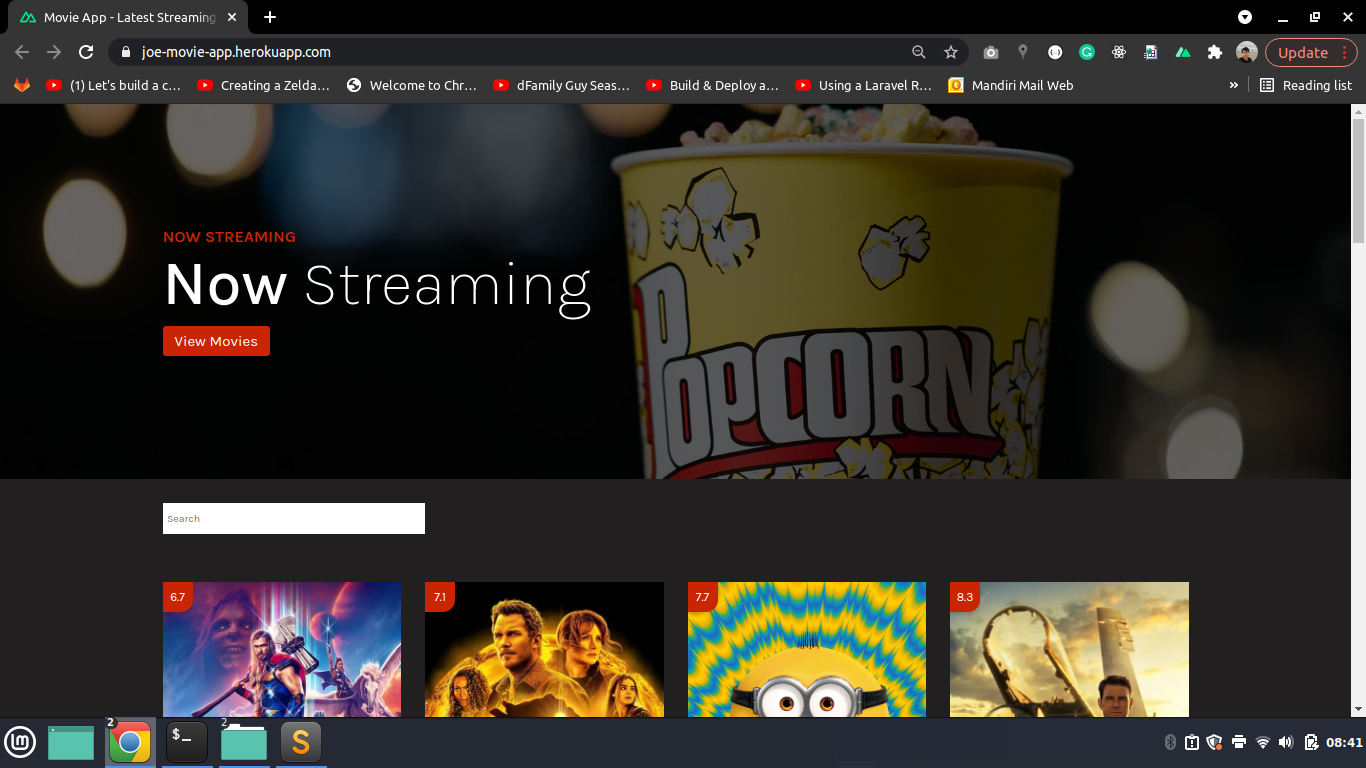 Movie App - Latest Streaming
joe-movie-app.herokuapp.com
Update
(1) Let's build a c…
Creating a Zelda…
Welcome to Chr…
dFamily Guy Seas…
Build & Deploy a…
Using a Laravel R…
Mandiri Mail Web
»
Reading list
NOW STREAMING
Now Streaming
View Movies
POPCORN
Search
6.7
7.1
7.7
8.3
2
$_
2
S
08:41